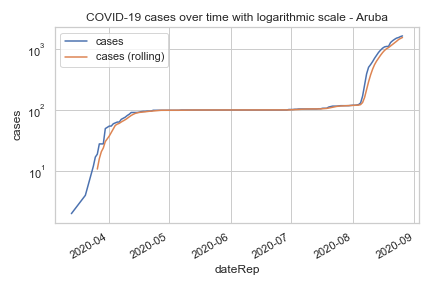 COVID-19 cases over time with logarithmic scale - Aruba
cases
cases (rolling)
10³
10²
10¹
cases
2020-04
2020-05
2020-06
2020-07
2020-08
2020-09
dateRep